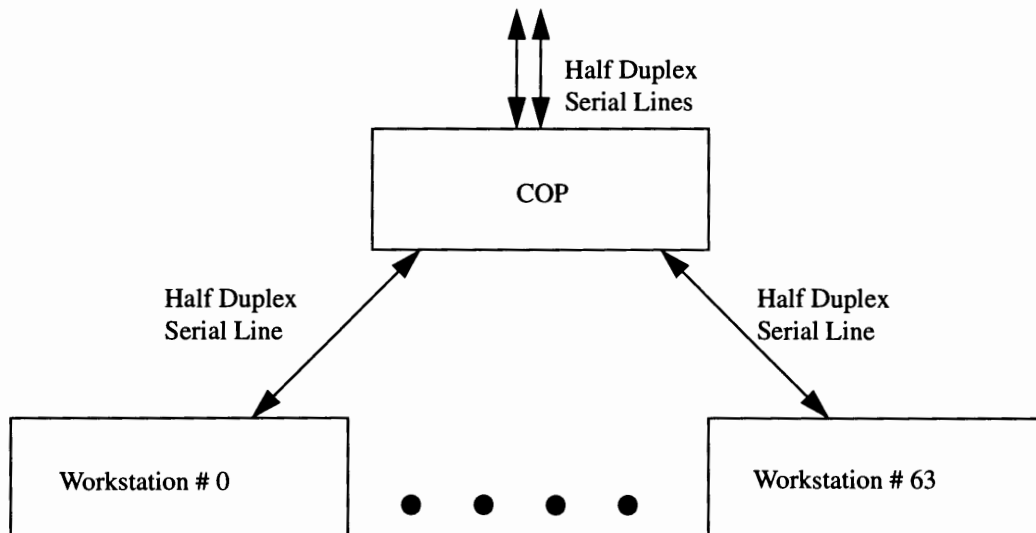 Half Duplex
Serial Lines
COP
Half Duplex
Serial Line
Half Duplex
Serial Line
Workstation # 0
Workstation # 63